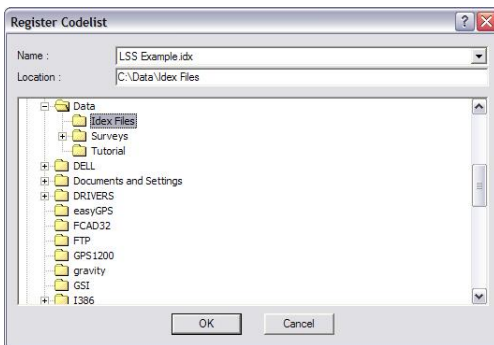 Register Codelist
Name : LSS Example.idx
Location : C:\Data\Idex Files
Data
Idex Files
Surveys
Tutorial
DELL
Documents and Settings
DRIVERS
easyGPS
FCAD32
FTP
GPS1200
gravity
GSI
I386
OK Cancel